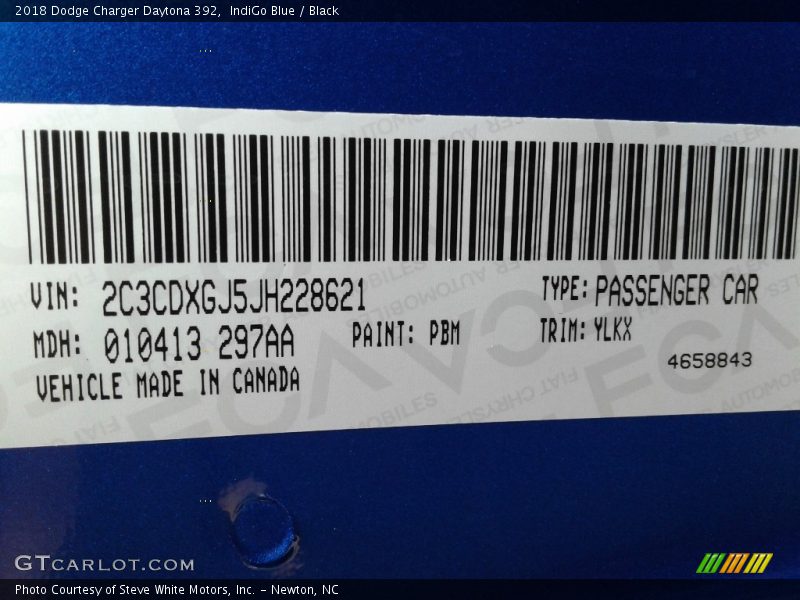 2018 Dodge Charger Daytona 392,  IndiGo Blue / Black
VIN: 2C3CDXGJ5JH228621 TYPE: PASSENGER CAR
MDH: 010413 297AA PAINT: PBM TRIM: YLKX
VEHICLE MADE IN CANADA 4658843
GTCARLOT.COM
Photo Courtesy of Steve White Motors, Inc. – Newton, NC